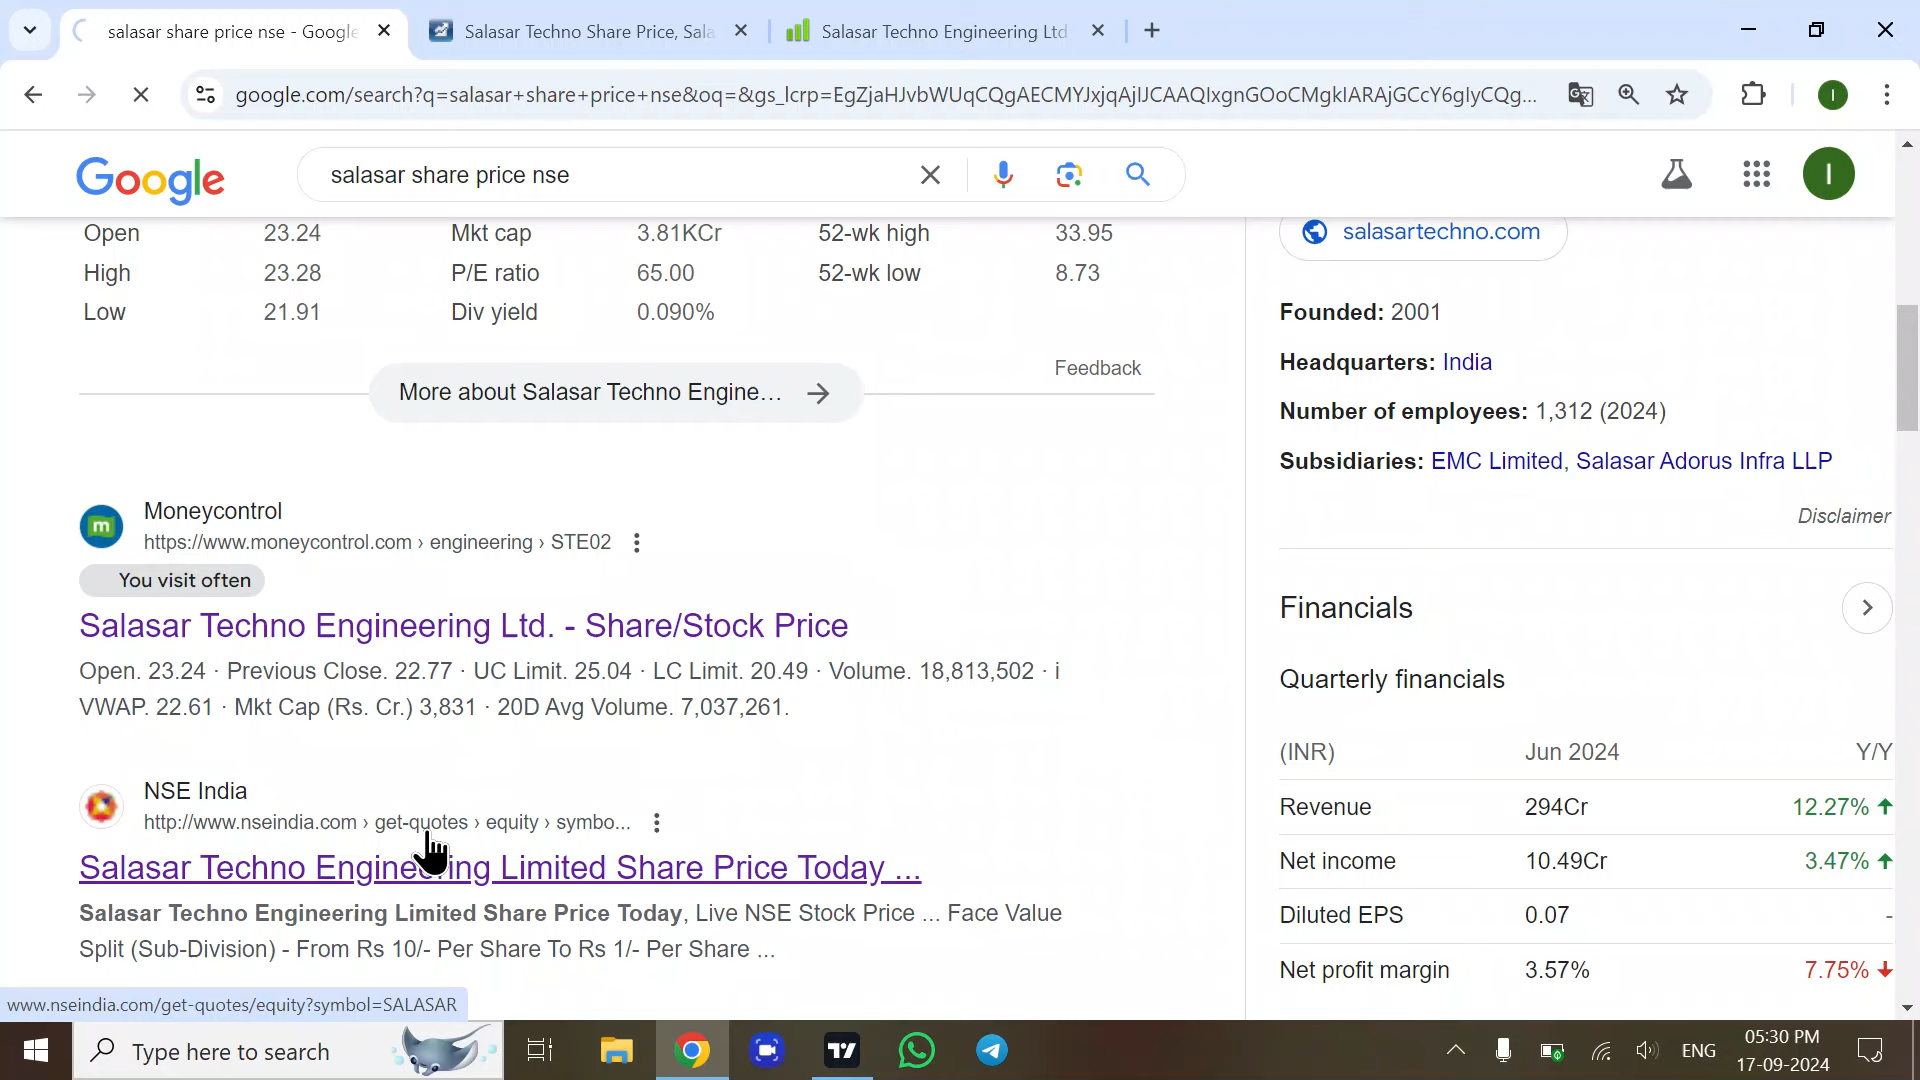 salasar share price nse - Google
Salasar Techno Share Price, Sala
Salasar Techno Engineering Ltd
google.com/search?q=salasar+share+price+nse&oq=&gs_lcrp=EgZjaHJvbWUqCQgAECMYJxjqAjIJCAAQIxgnGOoCMgkIARAjGCcY6gIyCQg...
I
Google
salasar share price nse
I
Open 23.24 Mkt cap 3.81KCr 52-wk high 33.95
High 23.28 P/E ratio 65.00 52-wk low 8.73
Low 21.91 Div yield 0.090%
Feedback
More about Salasar Techno Engine...
Moneycontrol
https://www.moneycontrol.com › engineering › STE02
You visit often
Salasar Techno Engineering Ltd. - Share/Stock Price
Open. 23.24 · Previous Close. 22.77 · UC Limit. 25.04 · LC Limit. 20.49 · Volume. 18,813,502 · i
VWAP. 22.61 · Mkt Cap (Rs. Cr.) 3,831 · 20D Avg Volume. 7,037,261.
NSE India
http://www.nseindia.com › get-quotes › equity › symbo...
Salasar Techno Engineering Limited Share Price Today ...
Salasar Techno Engineering Limited Share Price Today, Live NSE Stock Price ... Face Value
Split (Sub-Division) - From Rs 10/- Per Share To Rs 1/- Per Share ...
www.nseindia.com/get-quotes/equity?symbol=SALASAR
salasartechno.com
Founded: 2001
Headquarters: India
Number of employees: 1,312 (2024)
Subsidiaries: EMC Limited, Salasar Adorus Infra LLP
Disclaimer
Financials
Quarterly financials
(INR) Jun 2024 Y/Y
Revenue 294Cr 12.27%
Net income 10.49Cr 3.47%
Diluted EPS 0.07 -
Net profit margin 3.57% 7.75%
Type here to search
ENG
05:30 PM
17-09-2024